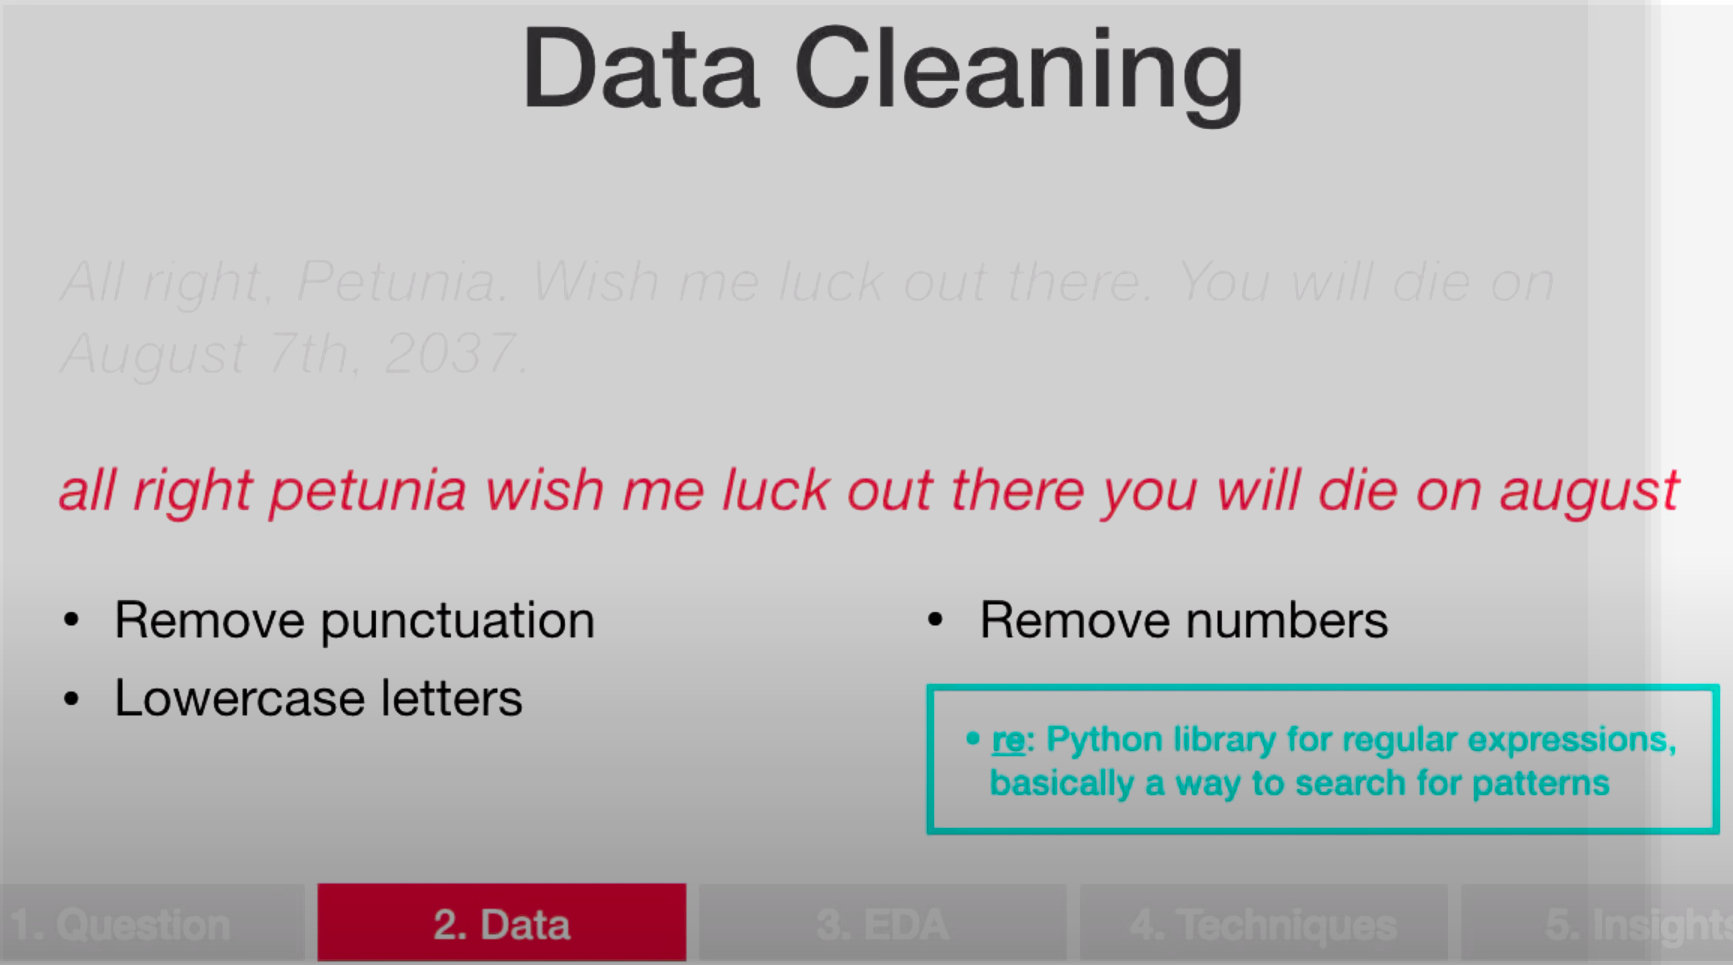 Data Cleaning
All right, Petunia. Wish me luck out there. You will die on
August 7th, 2037.
all right petunia wish me luck out there you will die on august
• Remove punctuation
• Lowercase letters
• Remove numbers
• re: Python library for regular expressions,
basically a way to search for patterns
1. Question
2. Data
3. EDA
4. Techniques
5. Insights